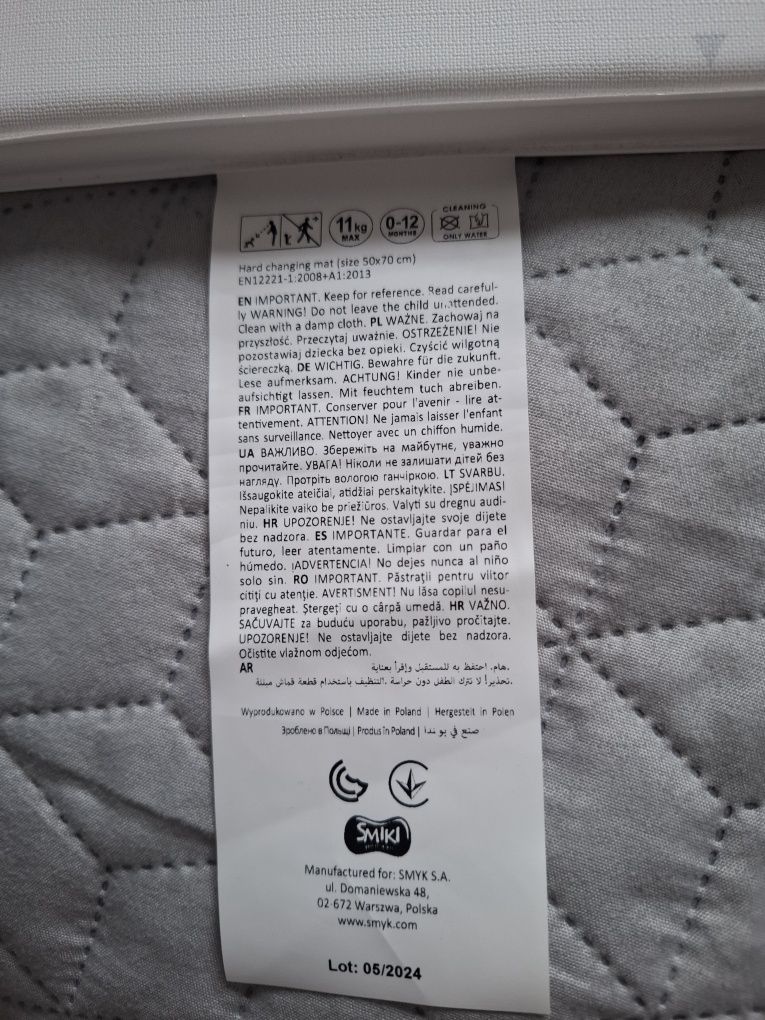 11kg
MAX
0-12
MONTHS
CLEANING
ONLY WATER
Hard changing mat (size 50x70 cm)
EN12221-1:2008+A1:2013
EN IMPORTANT. Keep for reference. Read careful-
ly WARNING! Do not leave the child unattended.
Clean with a damp cloth. PL WAŻNE. Zachowaj na
przyszłość. Przeczytaj uważnie. OSTRZEŻENIE! Nie
pozostawiaj dziecka bez opieki. Czyścić wilgotną
ściereczką. DE WICHTIG. Bewahre für die zukunft.
Lese aufmerksam. ACHTUNG! Kinder nie unbe-
aufsichtigt lassen. Mit feuchtem tuch abreiben.
FR IMPORTANT. Conserver pour l'avenir - lire at-
tentivement. ATTENTION! Ne jamais laisser l'enfant
sans surveillance. Nettoyer avec un chiffon humide.
UA ВАЖЛИВО. Збережіть на майбутнє, уважно
прочитайте. УВАГА! Ніколи не залишати дітей без
нагляду. Протріть вологою ганчіркою. LT SVARBU.
Išsaugokite ateičiai, atidžiai perskaitykite. ĮSPĖJIMAS!
Nepalikite vaiko be priežiūros. Valyti su dregnu audi-
niu. HR UPOZORENJE! Ne ostavljajte svoje dijete
bez nadzora. ES IMPORTANTE. Guardar para el
futuro, leer atentamente. Limpiar con un paño
húmedo. ¡ADVERTENCIA! No dejes nunca al niño
solo sin. RO IMPORTANT. Păstrați pentru viitor
citiți cu atenție. AVERTISMENT! Nu lăsa copilul nesu-
pravegheat. Ștergeți cu o cârpă umedă. HR VAŽNO.
SAČUVAJTE za buduću uporabu, pažljivo pročitajte.
UPOZORENJE! Ne ostavljajte dijete bez nadzora.
Očistite vlažnom odjećom.
AR هام. احتفظ به للمستقبل وإقرأ بعناية.
تحذير! لا تترك الطفل دون حراسة. التنظيف باستخدام قطعة قماش مبللة.
Wyprodukowano w Polsce | Made in Poland | Hergestelt in Polen
Зроблено в Польщі | Produs in Poland | صنع في بو ندا
SMIKI
Manufactured for: SMYK S.A.
ul. Domaniewska 48,
02-672 Warszwa, Polska
www.smyk.com
Lot: 05/2024